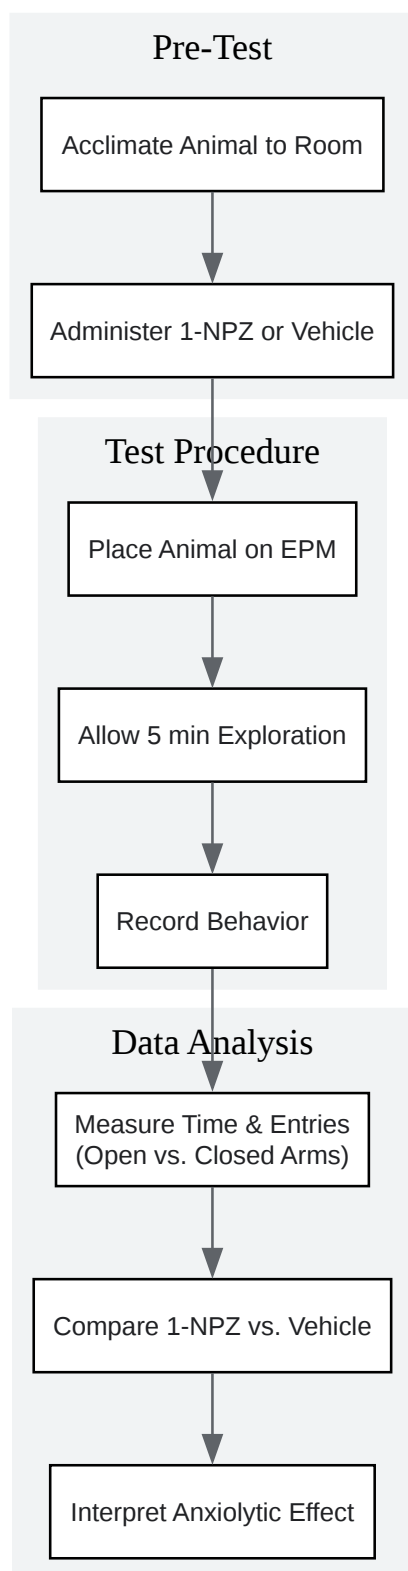 Pre-Test
Acclimate Animal to Room
Administer 1-NPZ or Vehicle
Test Procedure
Place Animal on EPM
Allow 5 min Exploration
Record Behavior
Data Analysis
Measure Time & Entries
(Open vs. Closed Arms)
Compare 1-NPZ vs. Vehicle
Interpret Anxiolytic Effect